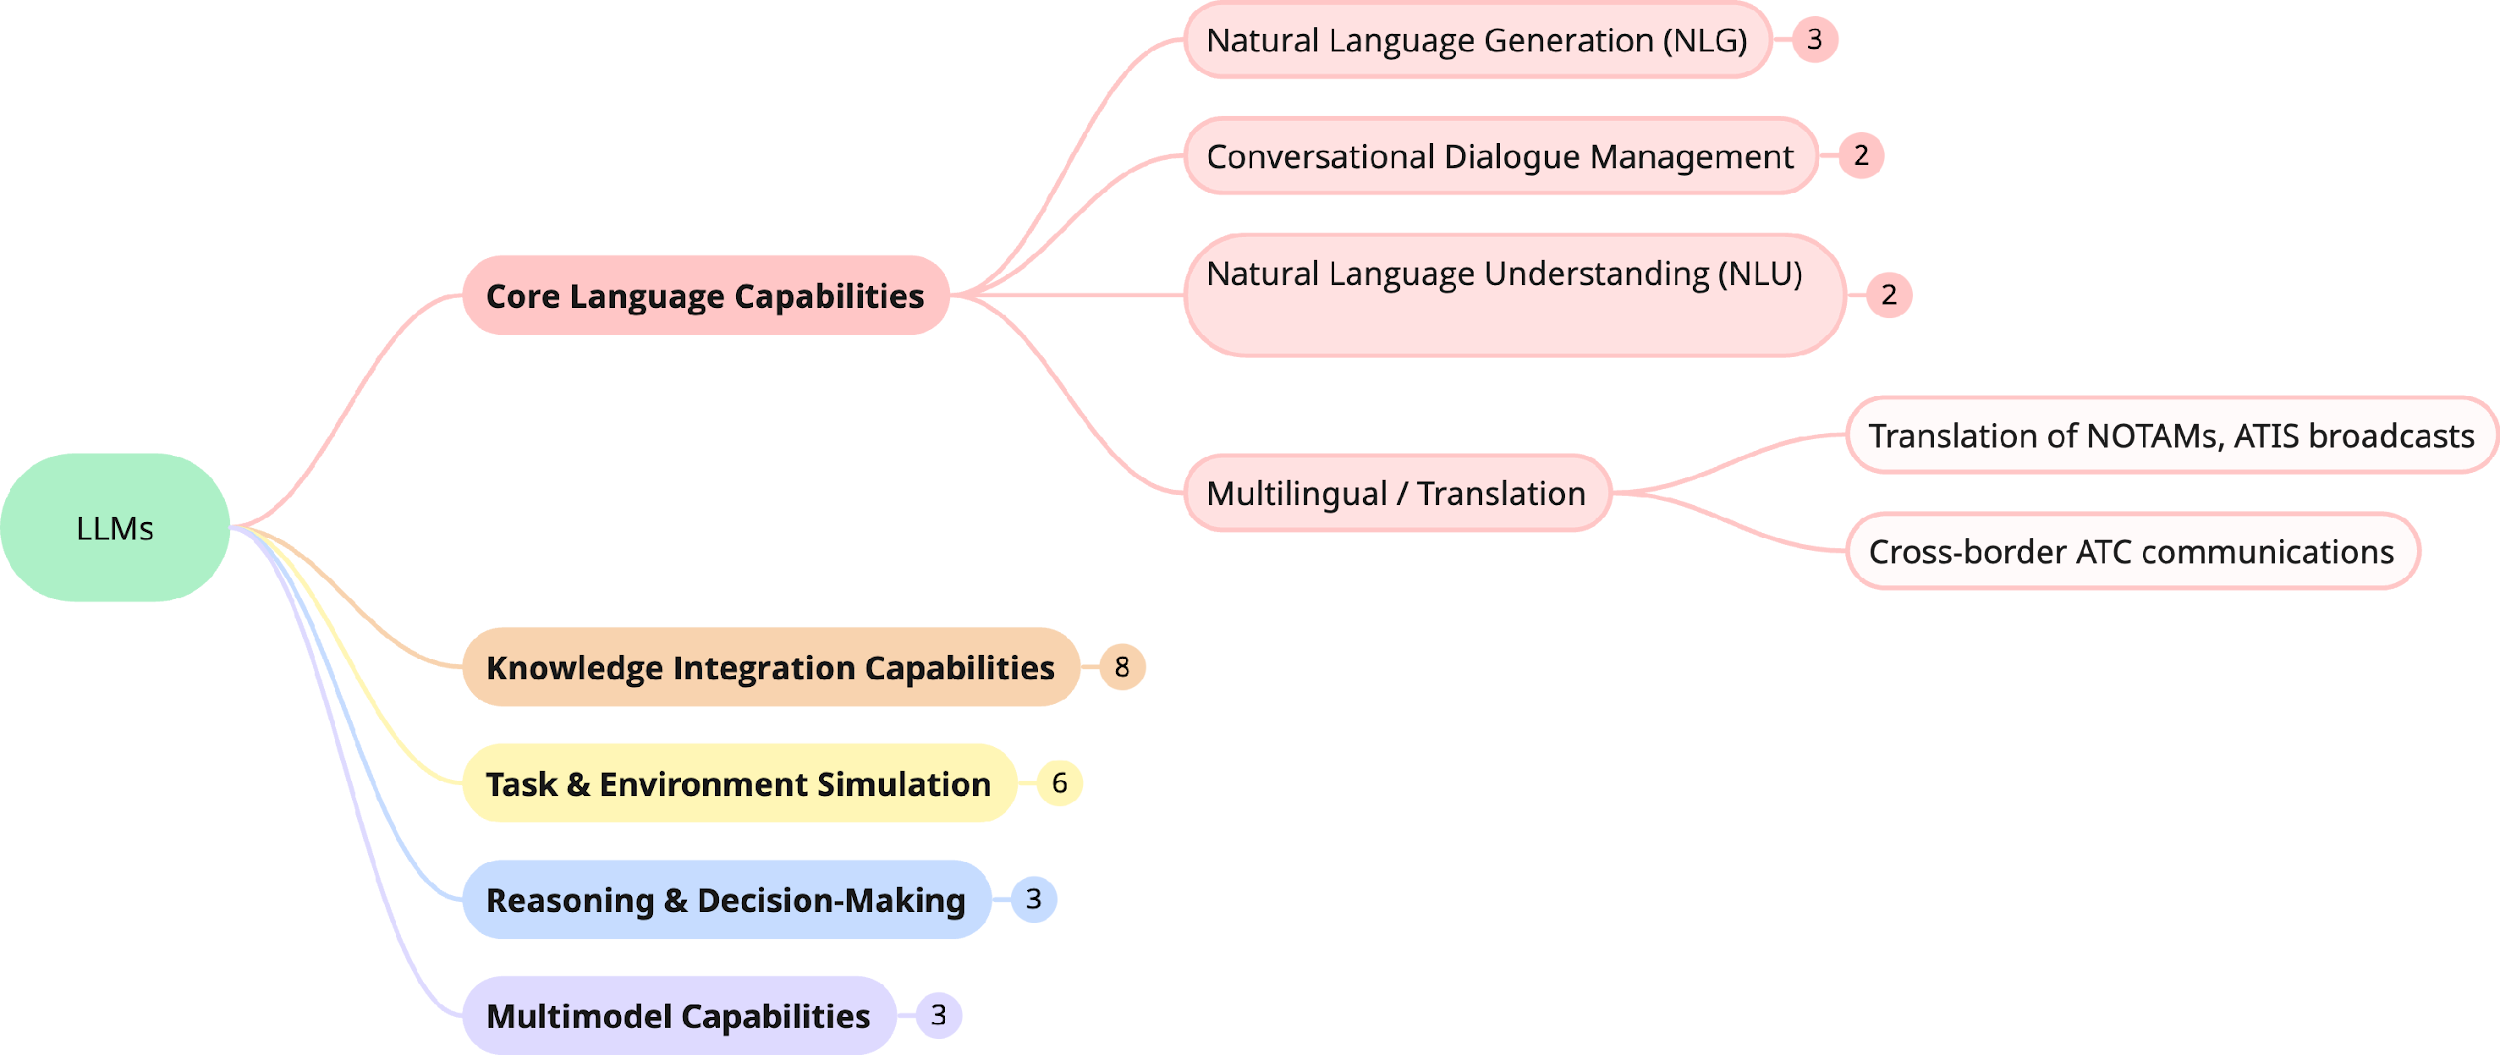 LLMs
Core Language Capabilities
Natural Language Generation (NLG)
3
Conversational Dialogue Management
2
Natural Language Understanding (NLU)
2
Multilingual / Translation
Translation of NOTAMs, ATIS broadcasts
Cross-border ATC communications
Knowledge Integration Capabilities
8
Task & Environment Simulation
6
Reasoning & Decision-Making
3
Multimodel Capabilities
3